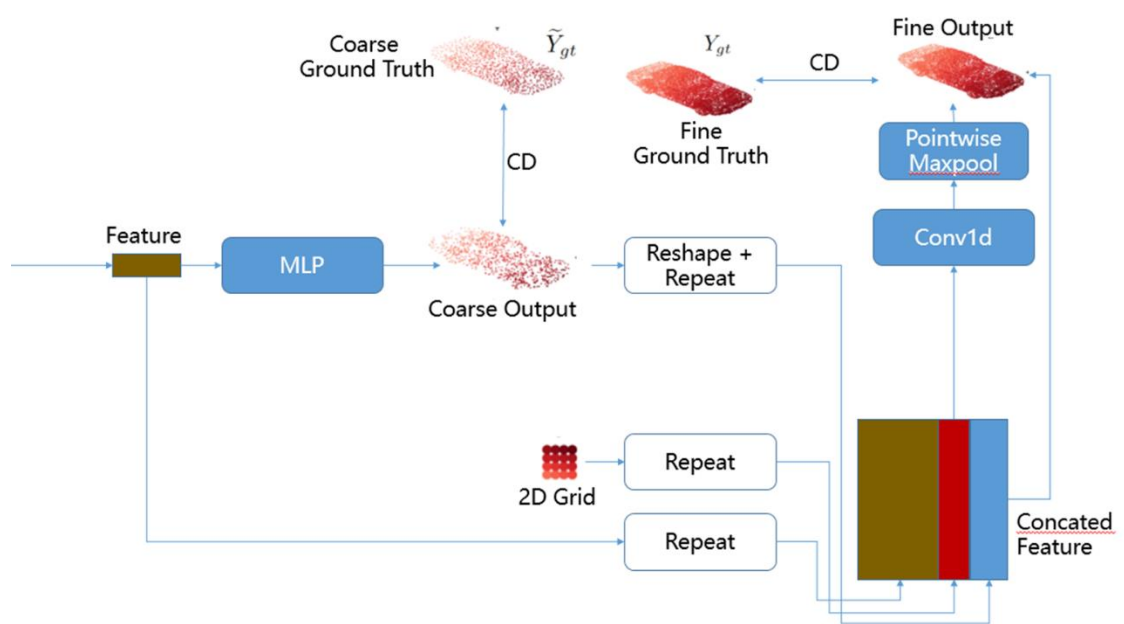 Coarse
Ground Truth
Ỹgt
Ygt
Fine Output
CD
Fine
Ground Truth
Pointwise
Maxpool
CD
Conv1d
Feature
MLP
Reshape +
Repeat
Coarse Output
2D Grid
Repeat
Repeat
Concated
Feature